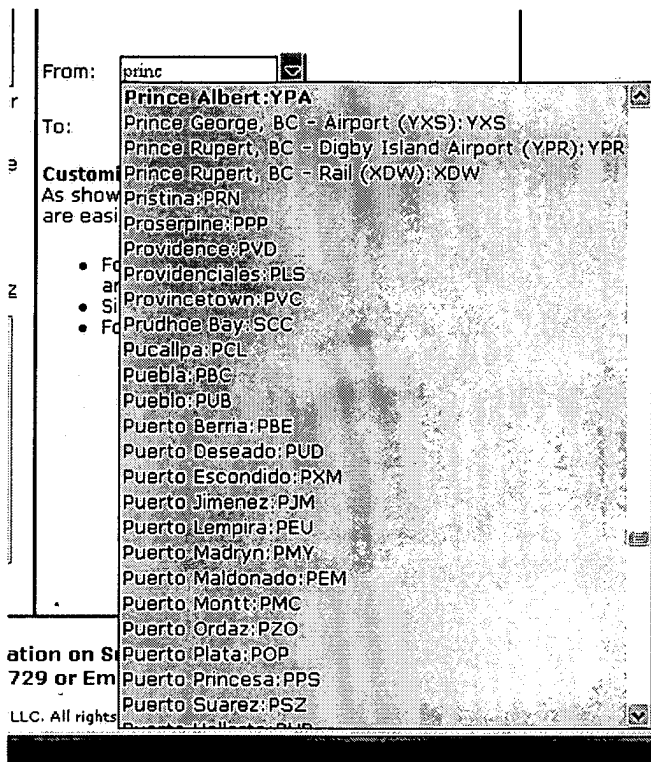 From: princ
Prince Albert:YPA
Prince George, BC - Airport (YXS):YXS
To:
Prince Rupert, BC - Digby Island Airport (YPR):YPR
Customi
Prince Rupert, BC - Rail (XDW):XDW
As show
Pristina:PRN
are easi
Proserpine:PPP
Providence:PVD
Providenciales:PLS
Provincetown:PVC
Prudhoe Bay:SCC
Pucallpa:PCL
Puebla:PBC
Pueblo:PUB
Puerto Berria:PBE
Puerto Deseado:PUD
Puerto Escondido:PXM
Puerto Jimenez:PJM
Puerto Lempira:PEU
Puerto Madryn:PMY
Puerto Maldonado:PEM
Puerto Montt:PMC
Puerto Ordaz:PZO
ation on S
Puerto Plata:POP
729 or Em
Puerto Princesa:PPS
LLC. All rights
Puerto Suarez:PSZ